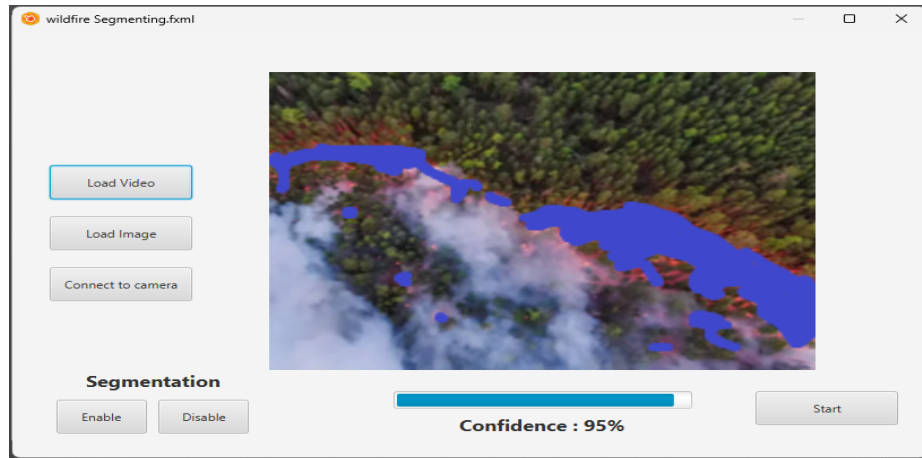 wildfire Segmenting.fxml
Load Video
Load Image
Connect to camera
Segmentation
Enable
Disable
Confidence : 95%
Start